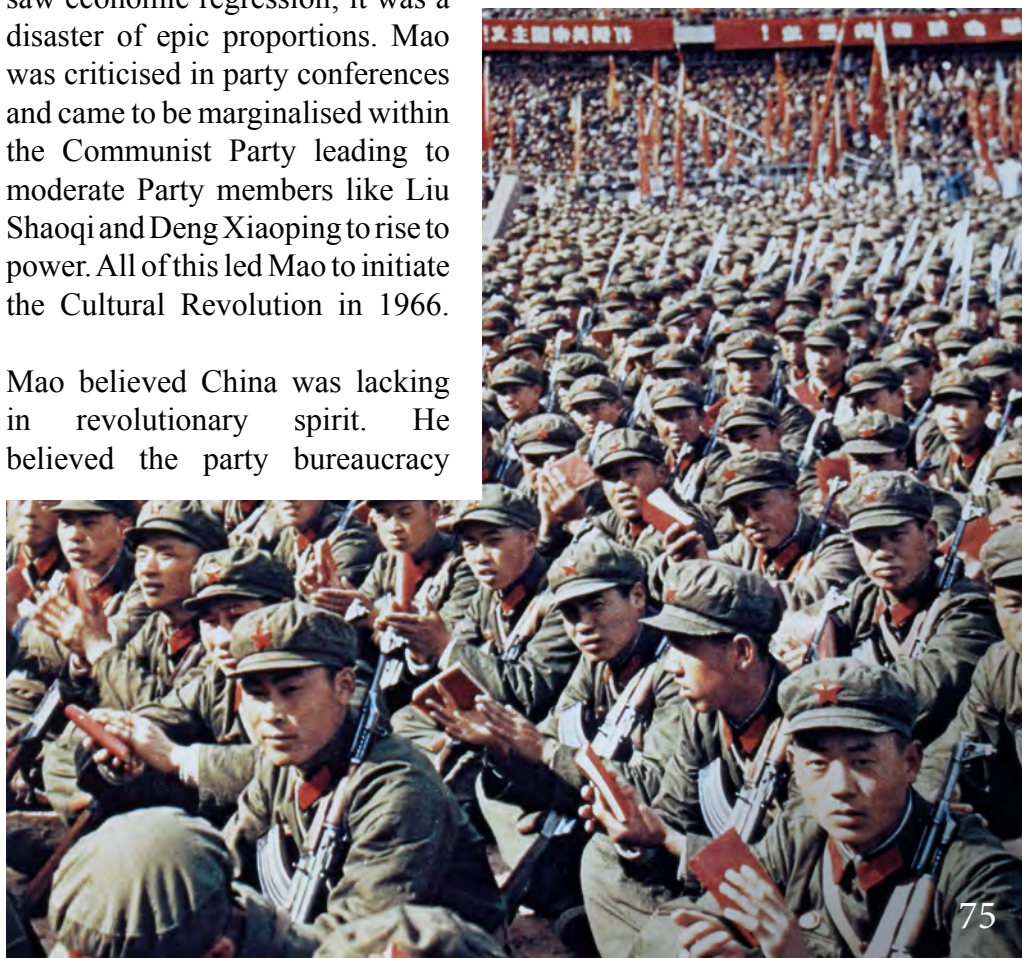 saw economic regression, it was a
disaster of epic proportions. Mao
was criticised in party conferences
and came to be marginalised within
the Communist Party leading to
moderate Party members like Liu
Shaoqi and Deng Xiaoping to rise to
power. All of this led Mao to initiate
the Cultural Revolution in 1966.
Mao believed China was lacking
in revolutionary spirit. He
believed the party bureaucracy
75